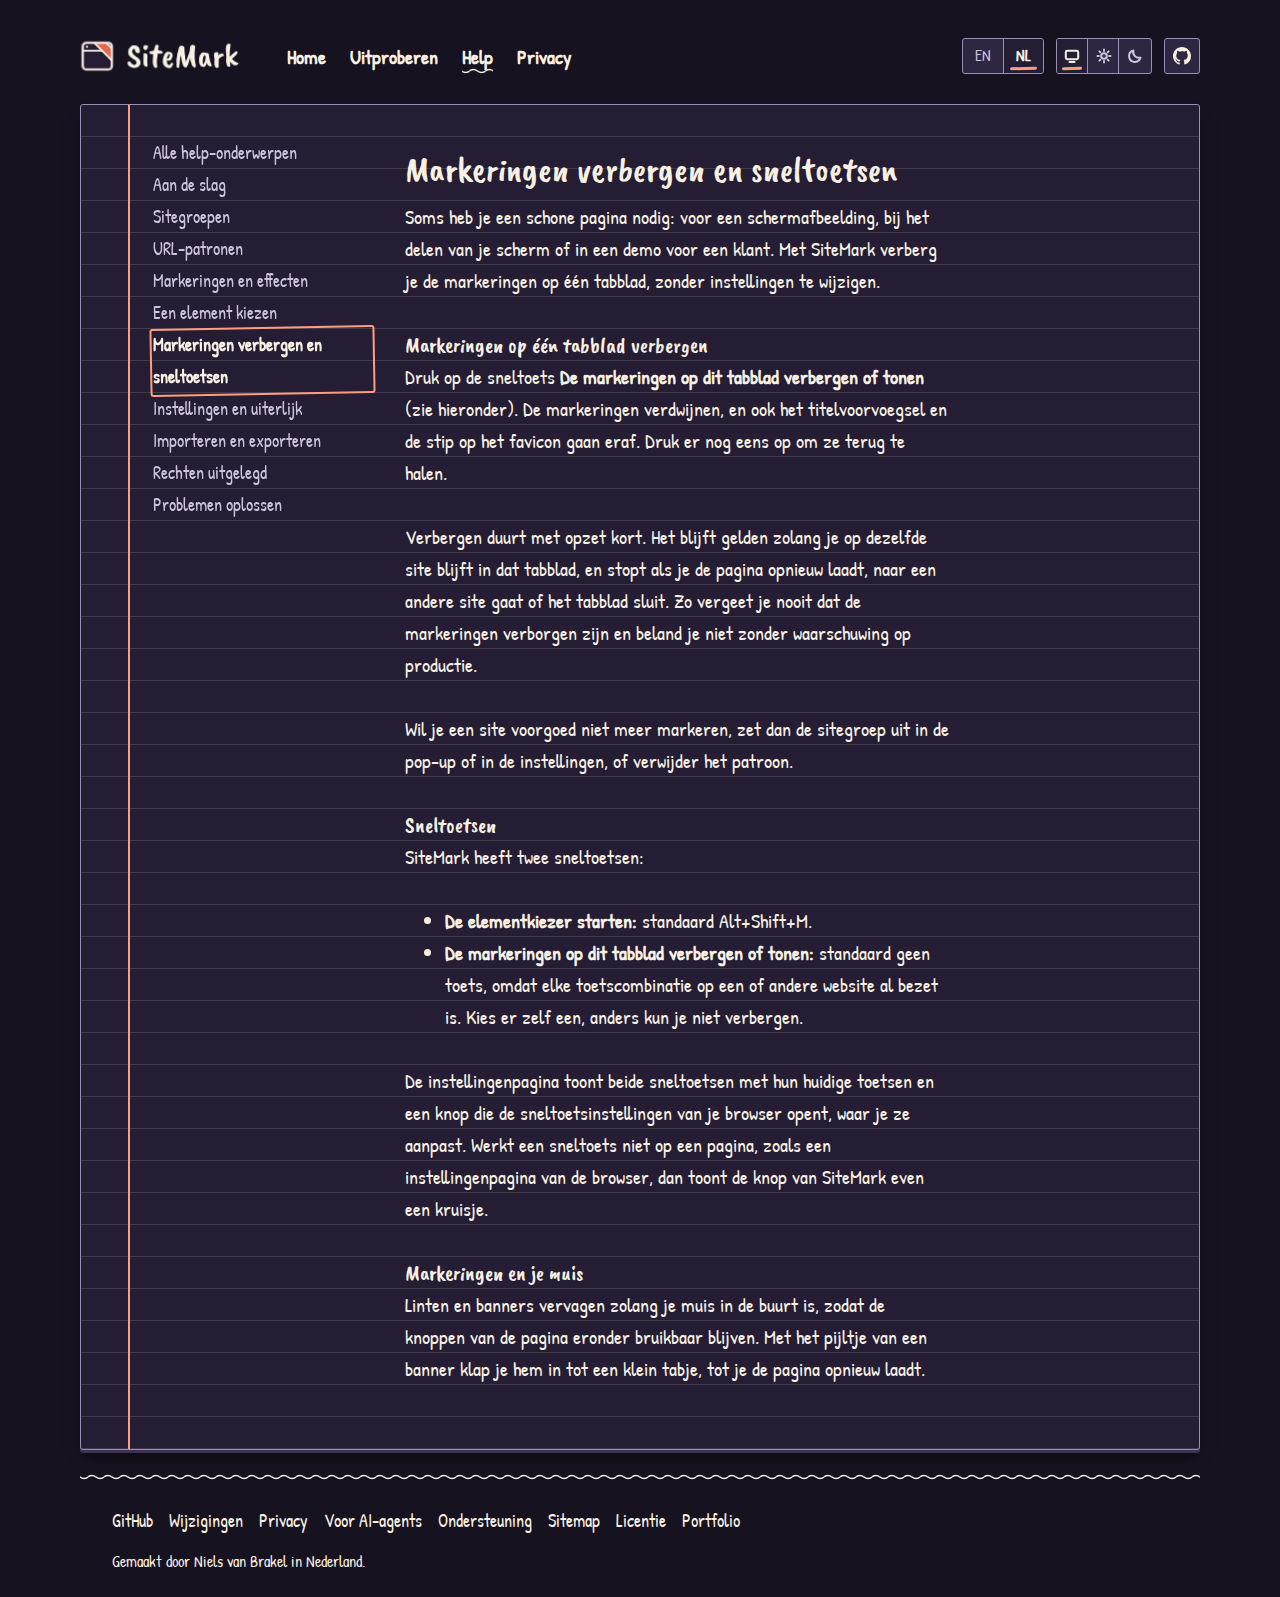 SiteMark
Home
Uitproberen
Help
Privacy
EN
NL
Alle help-onderwerpen
Aan de slag
Sitegroepen
URL-patronen
Markeringen en effecten
Een element kiezen
Markeringen verbergen en
sneltoetsen
Instellingen en uiterlijk
Importeren en exporteren
Rechten uitgelegd
Problemen oplossen
Markeringen verbergen en sneltoetsen
Soms heb je een schone pagina nodig: voor een schermafbeelding, bij het
delen van je scherm of in een demo voor een klant. Met SiteMark verberg
je de markeringen op één tabblad, zonder instellingen te wijzigen.
Markeringen op één tabblad verbergen
Druk op de sneltoets De markeringen op dit tabblad verbergen of tonen
(zie hieronder). De markeringen verdwijnen, en ook het titelvoorvoegsel en
de stip op het favicon gaan eraf. Druk er nog eens op om ze terug te
halen.
Verbergen duurt met opzet kort. Het blijft gelden zolang je op dezelfde
site blijft in dat tabblad, en stopt als je de pagina opnieuw laadt, naar een
andere site gaat of het tabblad sluit. Zo vergeet je nooit dat de
markeringen verborgen zijn en beland je niet zonder waarschuwing op
productie.
Wil je een site voorgoed niet meer markeren, zet dan de sitegroep uit in de
pop-up of in de instellingen, of verwijder het patroon.
Sneltoetsen
SiteMark heeft twee sneltoetsen:
De elementkiezer starten: standaard Alt+Shift+M.
De markeringen op dit tabblad verbergen of tonen: standaard geen
toets, omdat elke toetscombinatie op een of andere website al bezet
is. Kies er zelf een, anders kun je niet verbergen.
De instellingenpagina toont beide sneltoetsen met hun huidige toetsen en
een knop die de sneltoetsinstellingen van je browser opent, waar je ze
aanpast. Werkt een sneltoets niet op een pagina, zoals een
instellingenpagina van de browser, dan toont de knop van SiteMark even
een kruisje.
Markeringen en je muis
Linten en banners vervagen zolang je muis in de buurt is, zodat de
knoppen van de pagina eronder bruikbaar blijven. Met het pijltje van een
banner klap je hem in tot een klein tabje, tot je de pagina opnieuw laadt.
GitHub
Wijzigingen
Privacy
Voor AI-agents
Ondersteuning
Sitemap
Licentie
Portfolio
Gemaakt door Niels van Brakel in Nederland.